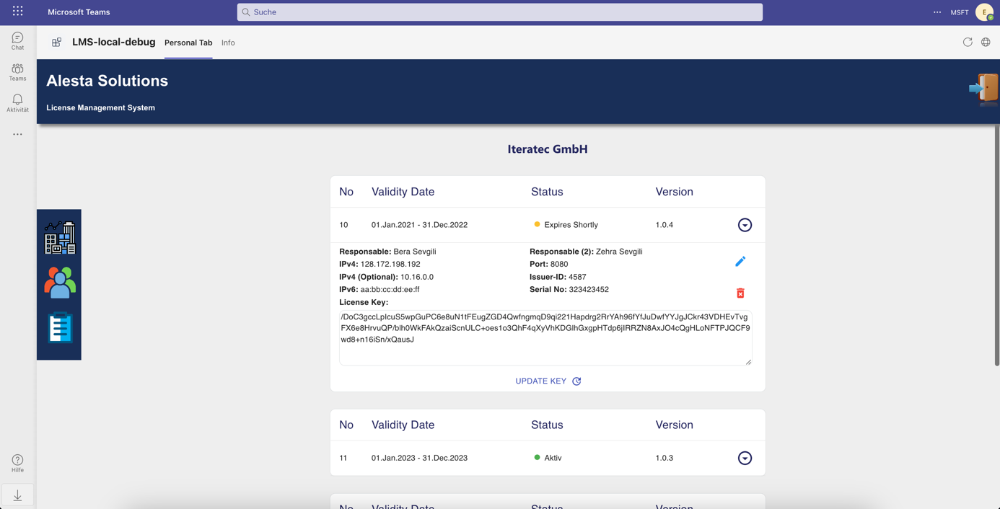 Microsoft Teams
Suche
MSFT
E
Chat
Teams
Aktivität
Hilfe
LMS-local-debug Personal Tab Info
Alesta Solutions
License Management System
Iteratec GmbH
No Validity Date Status Version
10 01.Jan.2021 - 31.Dec.2022 Expires Shortly 1.0.4
Responsable: Bera Sevgili Responsable (2): Zehra Sevgili
IPv4: 128.172.198.192 Port: 8080
IPv4 (Optional): 10.16.0.0 Issuer-ID: 4587
IPv6: aa:bb:cc:dd:ee:ff Serial No: 323423452
License Key:
/DoC3gccLpIcuS5wpGuPC6e8uN1tFEugZGD4QwfngmqD9qi221Hapdrg2RrYAh96fYfJuDwfYYJgJCkr43VDHEvTvg
FX6e8HrvuQP/blh0WkFAkQzaiScnULC+oes1o3QhF4qXyVhKDGlhGxgpHTdp6jIRRZN8AxJO4cQgHLoNFTPJQCF9
wd8+n16iSn/xQausJ
UPDATE KEY
No Validity Date Status Version
11 01.Jan.2023 - 31.Dec.2023 Aktiv 1.0.3
No Validity Date Status Version